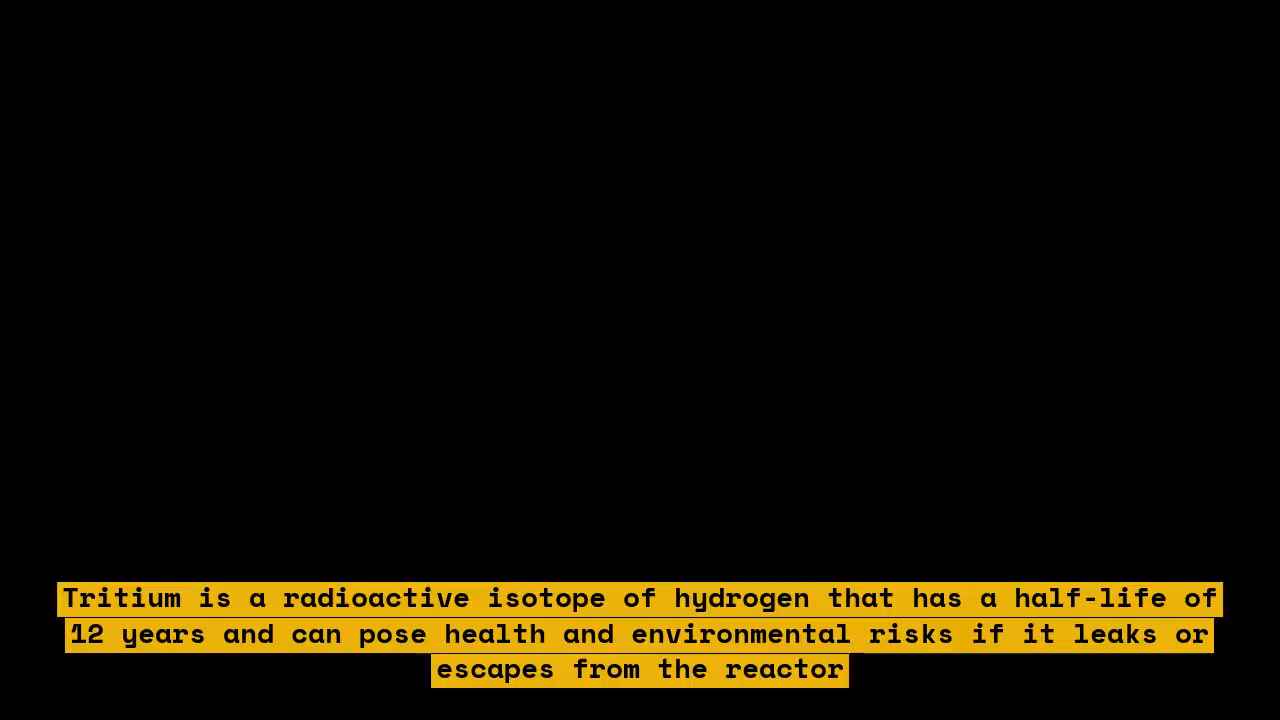 Tritium is a radioactive isotope of hydrogen that has a half-life of
12 years and can pose health and environmental risks if it leaks or
escapes from the reactor